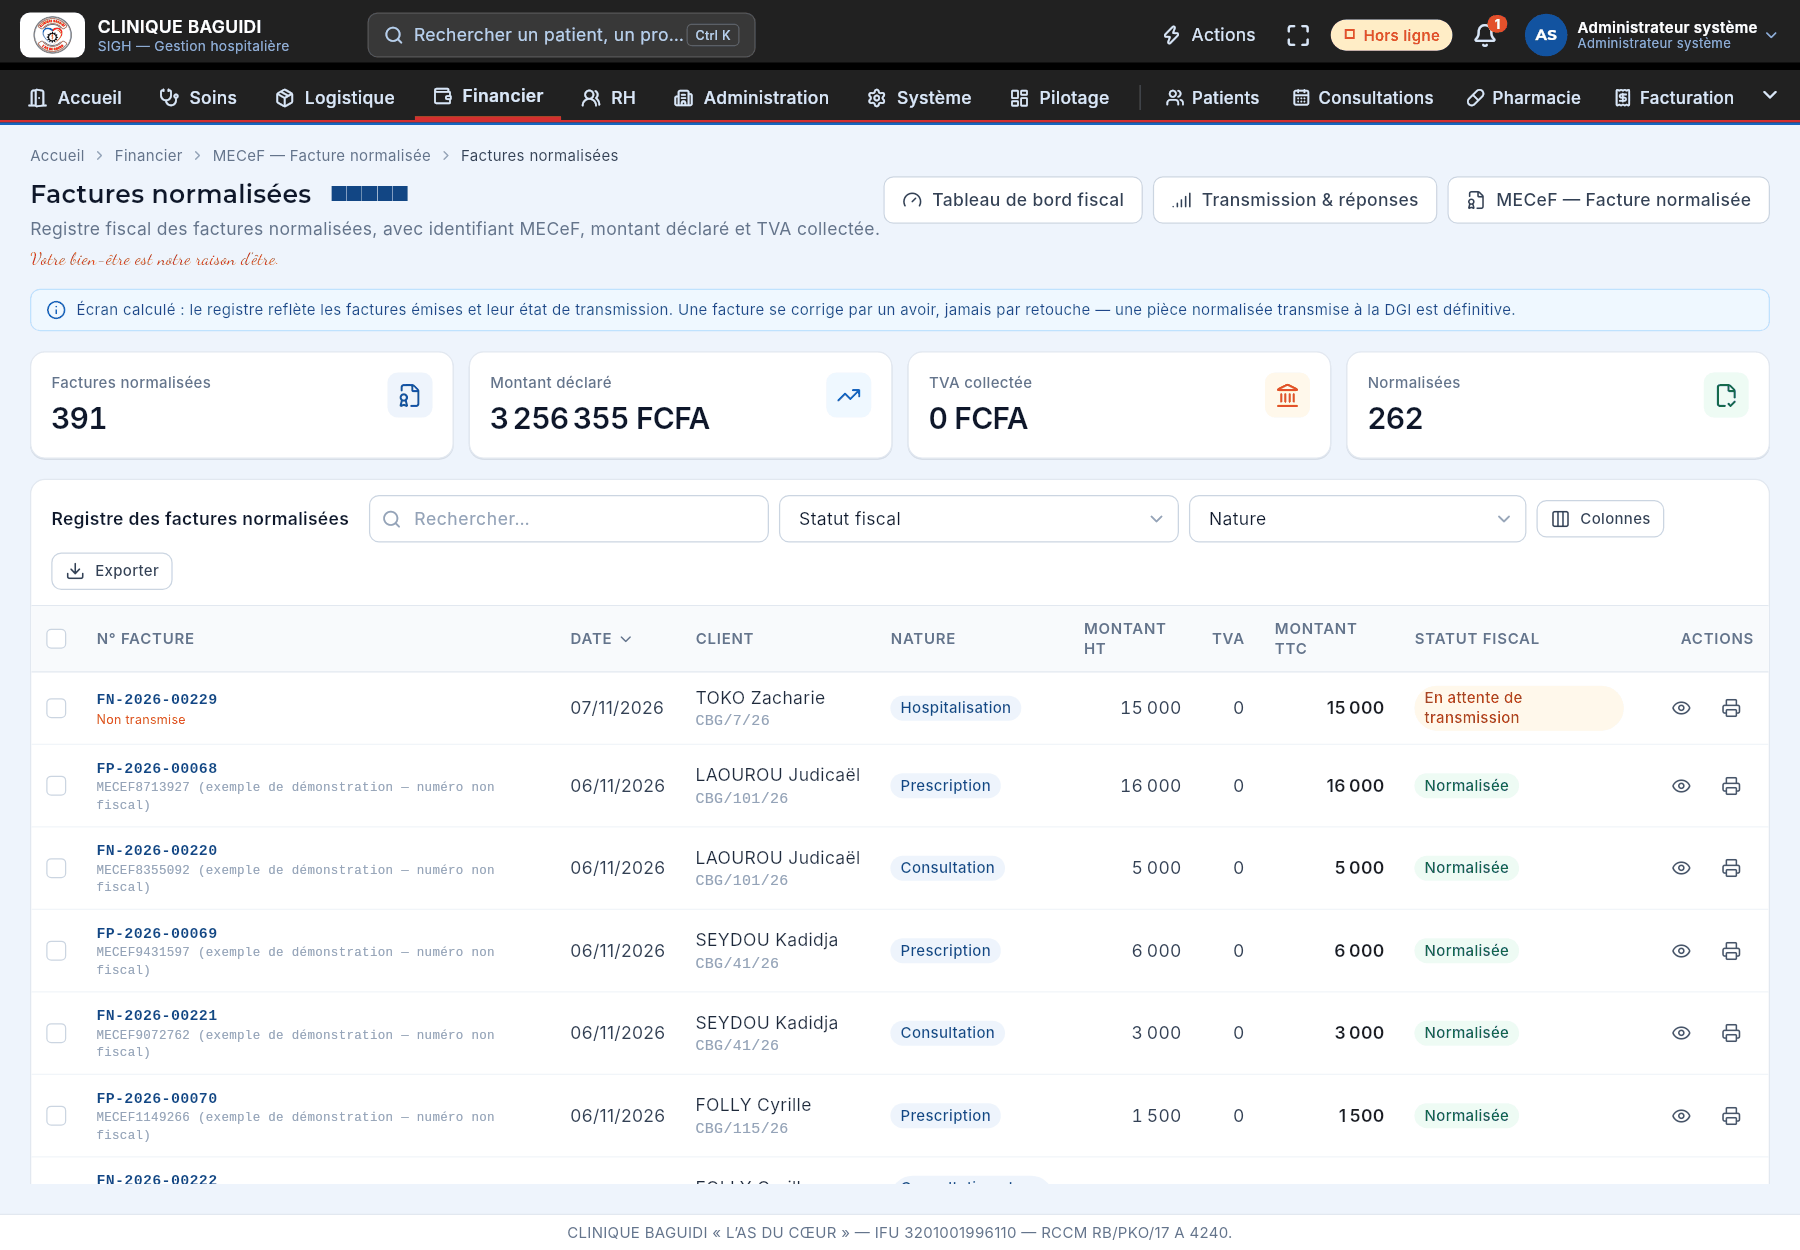 CLINIQUE BAGUIDI
SIGH — Gestion hospitalière
Rechercher un patient, un pro... Ctrl K
Actions
Hors ligne
1
AS
Administrateur système
Administrateur système
Accueil
Soins
Logistique
Financier
RH
Administration
Système
Pilotage
Patients
Consultations
Pharmacie
Facturation
Accueil > Financier > MECeF — Facture normalisée > Factures normalisées
Factures normalisées
Registre fiscal des factures normalisées, avec identifiant MECeF, montant déclaré et TVA collectée.
Votre bien-être est notre raison d'être.
Tableau de bord fiscal
Transmission & réponses
MECeF — Facture normalisée
Écran calculé : le registre reflète les factures émises et leur état de transmission. Une facture se corrige par un avoir, jamais par retouche — une pièce normalisée transmise à la DGI est définitive.
Factures normalisées
391
Montant déclaré
3 256 355 FCFA
TVA collectée
0 FCFA
Normalisées
262
Registre des factures normalisées
Rechercher...
Statut fiscal
Nature
Colonnes
Exporter
N° FACTURE DATE CLIENT NATURE MONTANT HT TVA MONTANT TTC STATUT FISCAL ACTIONS
FN-2026-00229
Non transmise
07/11/2026
TOKO Zacharie
CBG/7/26
Hospitalisation
15 000
0
15 000
En attente de
transmission
FP-2026-00068
MECEF8713927 (exemple de démonstration — numéro non
fiscal)
06/11/2026
LAOUROU Judicaël
CBG/101/26
Prescription
16 000
0
16 000
Normalisée
FN-2026-00220
MECEF8355092 (exemple de démonstration — numéro non
fiscal)
06/11/2026
LAOUROU Judicaël
CBG/101/26
Consultation
5 000
0
5 000
Normalisée
FP-2026-00069
MECEF9431597 (exemple de démonstration — numéro non
fiscal)
06/11/2026
SEYDOU Kadidja
CBG/41/26
Prescription
6 000
0
6 000
Normalisée
FN-2026-00221
MECEF9072762 (exemple de démonstration — numéro non
fiscal)
06/11/2026
SEYDOU Kadidja
CBG/41/26
Consultation
3 000
0
3 000
Normalisée
FP-2026-00070
MECEF1149266 (exemple de démonstration — numéro non
fiscal)
06/11/2026
FOLLY Cyrille
CBG/115/26
Prescription
1 500
0
1 500
Normalisée
FN-2026-00222
FOLLY Cyrille
CLINIQUE BAGUIDI « L'AS DU CŒUR » — IFU 3201001996110 — RCCM RB/PKO/17 A 4240.